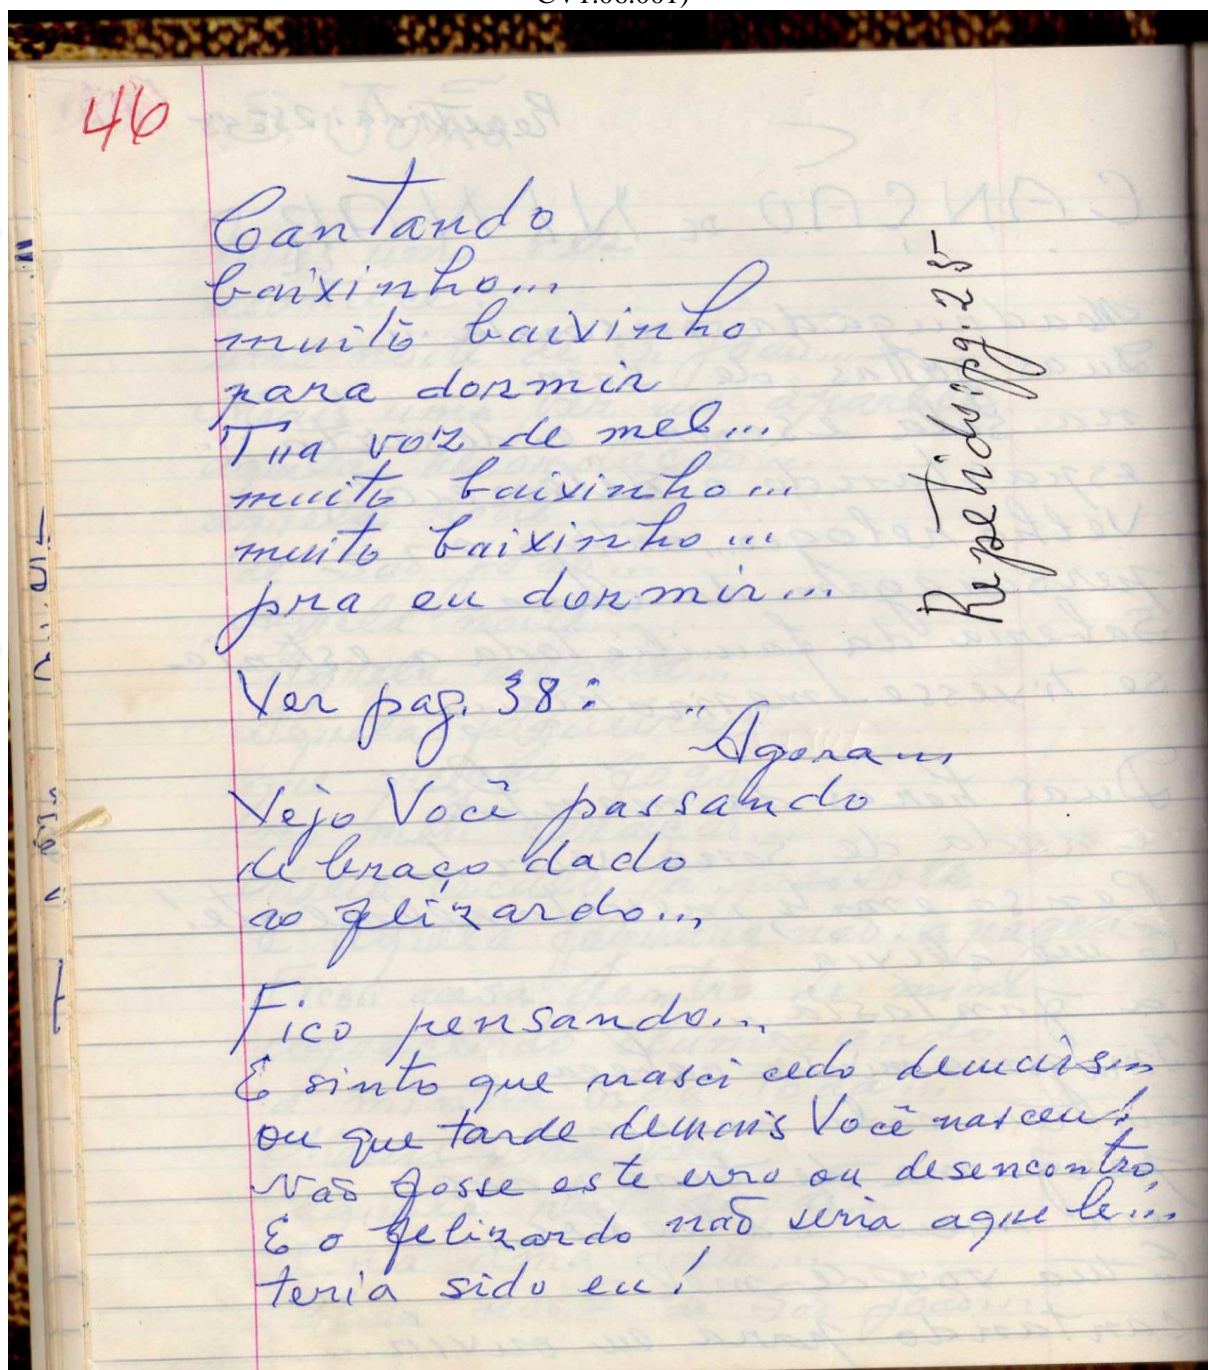 CV1.06.001)
46
Cantando
baixinho...
muito baixinho
para dormir
Tua voz de mel...
muito baixinho...
muito baixinho...
pra eu dormir...
Repetido: pg. 25
Ver pag. 38:
"Agora...
Vejo Você passando
de braço dado
ao felizardo...
Fico pensando...
E sinto que nasci cedo demais...
ou que tarde demais Você nasceu!
Não fosse este erro ou desencontro,
E o felizardo não seria aquele...
teria sido eu!